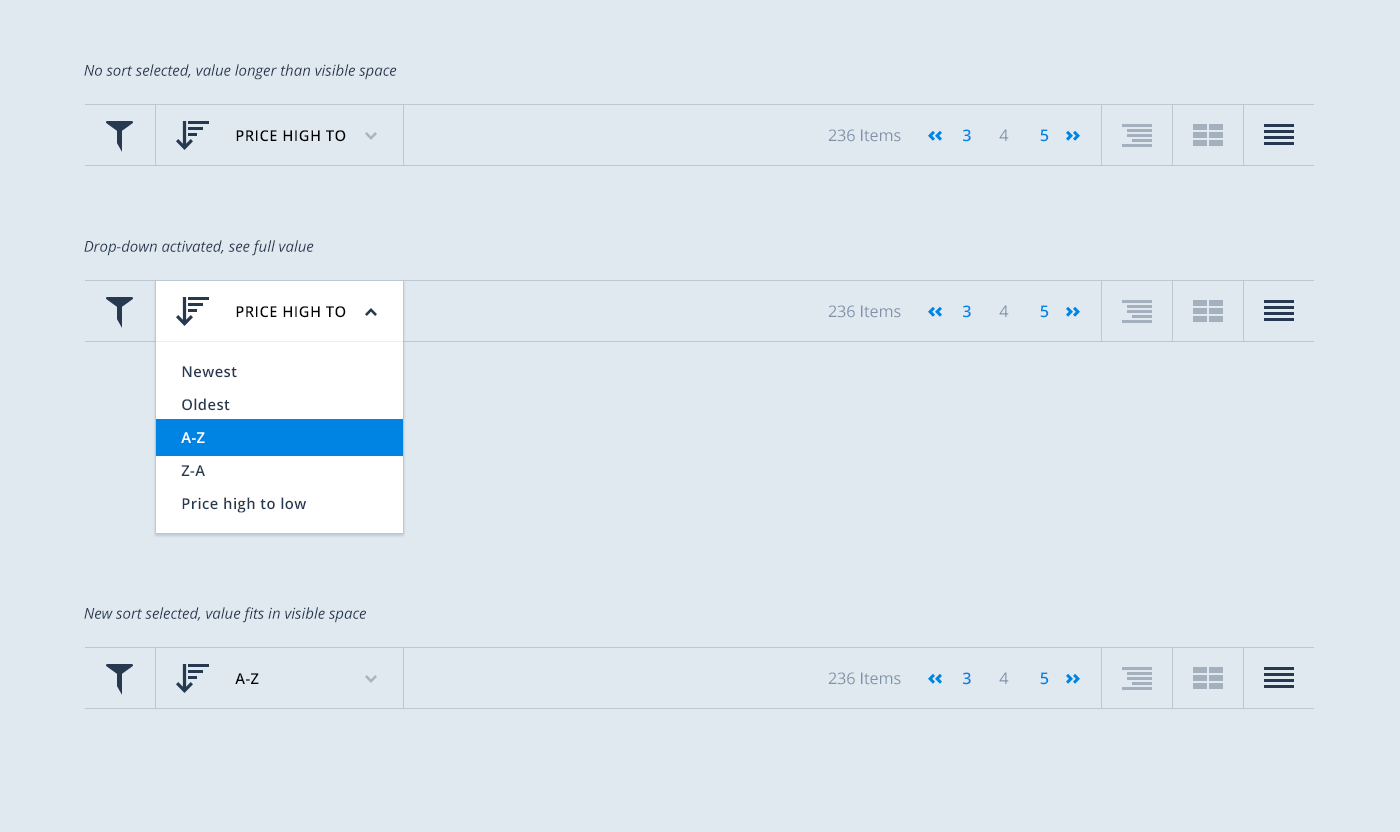 No sort selected, value longer than visible space
PRICE HIGH TO 236 Items 3 4 5
Drop-down activated, see full value
PRICE HIGH TO 236 Items 3 4 5
Newest
Oldest
A-Z
Z-A
Price high to low
New sort selected, value fits in visible space
A-Z 236 Items 3 4 5